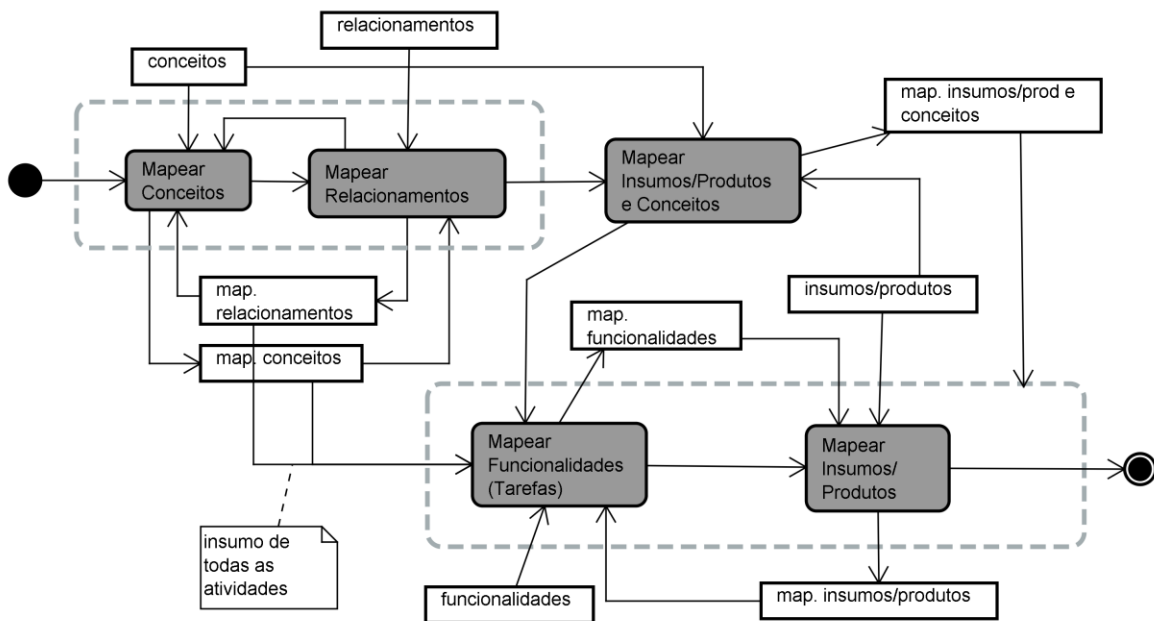 relacionamentos
conceitos
map. insumos/prod e
conceitos
Mapear
Conceitos
Mapear
Relacionamentos
Mapear
Insumos/Produtos
e Conceitos
map.
relacionamentos
insumos/produtos
map.
funcionalidades
map. conceitos
Mapear
Funcionalidades
(Tarefas)
Mapear
Insumos/
Produtos
insumo de
todas as
atividades
funcionalidades
map. insumos/produtos